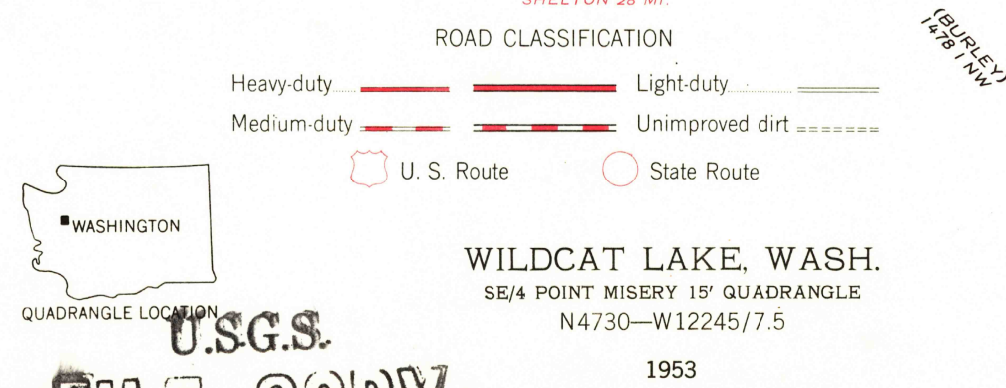 SHELTON 28 MI.
(BURLEY)
1478 I NW
ROAD CLASSIFICATION
Heavy-duty Light-duty
Medium-duty Unimproved dirt
U. S. Route State Route
WASHINGTON
QUADRANGLE LOCATION
WILDCAT LAKE, WASH.
SE/4 POINT MISERY 15' QUADRANGLE
N4730—W12245/7.5
1953
U.S.G.S.